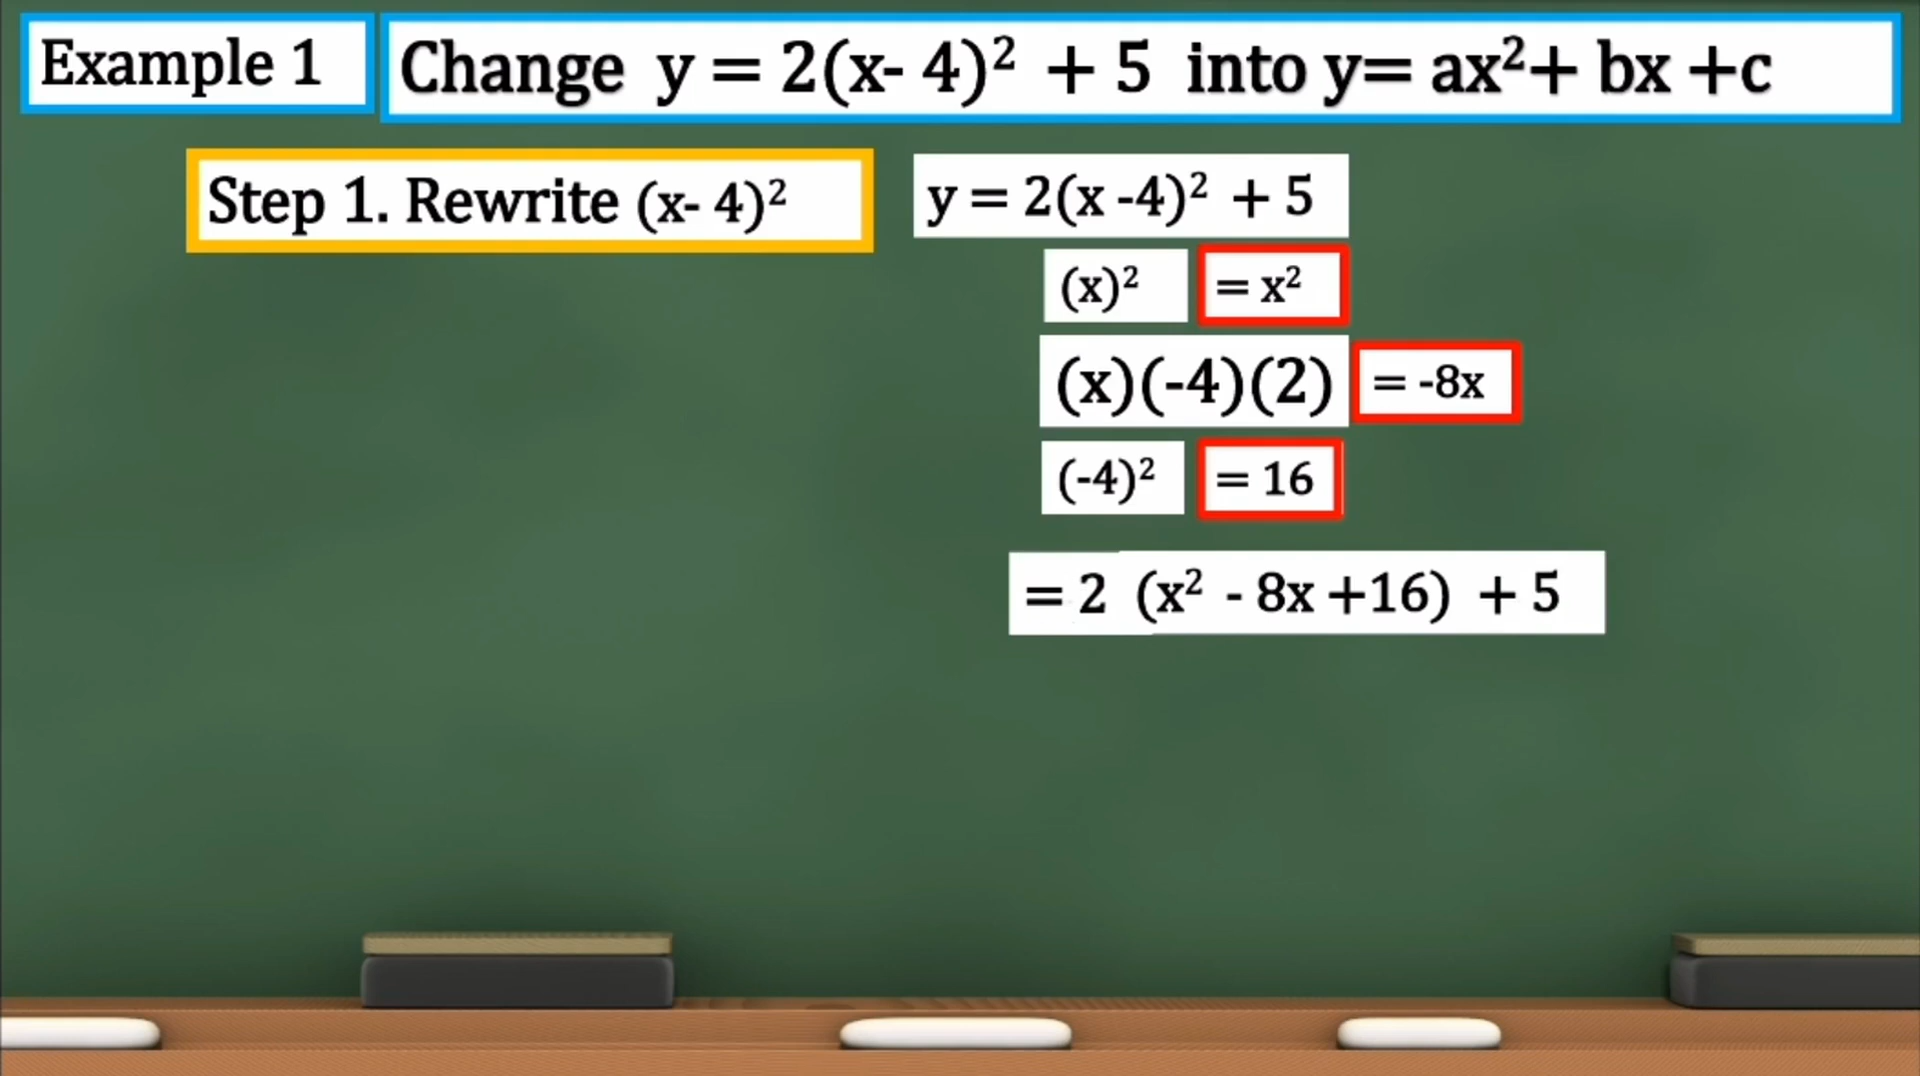 Example 1
Change y = 2(x- 4)² + 5 into y= ax²+ bx +c
Step 1. Rewrite (x- 4)²
y = 2(x -4)² + 5
(x)² = x²
(x)(-4)(2) = -8x
(-4)² = 16
= 2 (x² - 8x +16) + 5